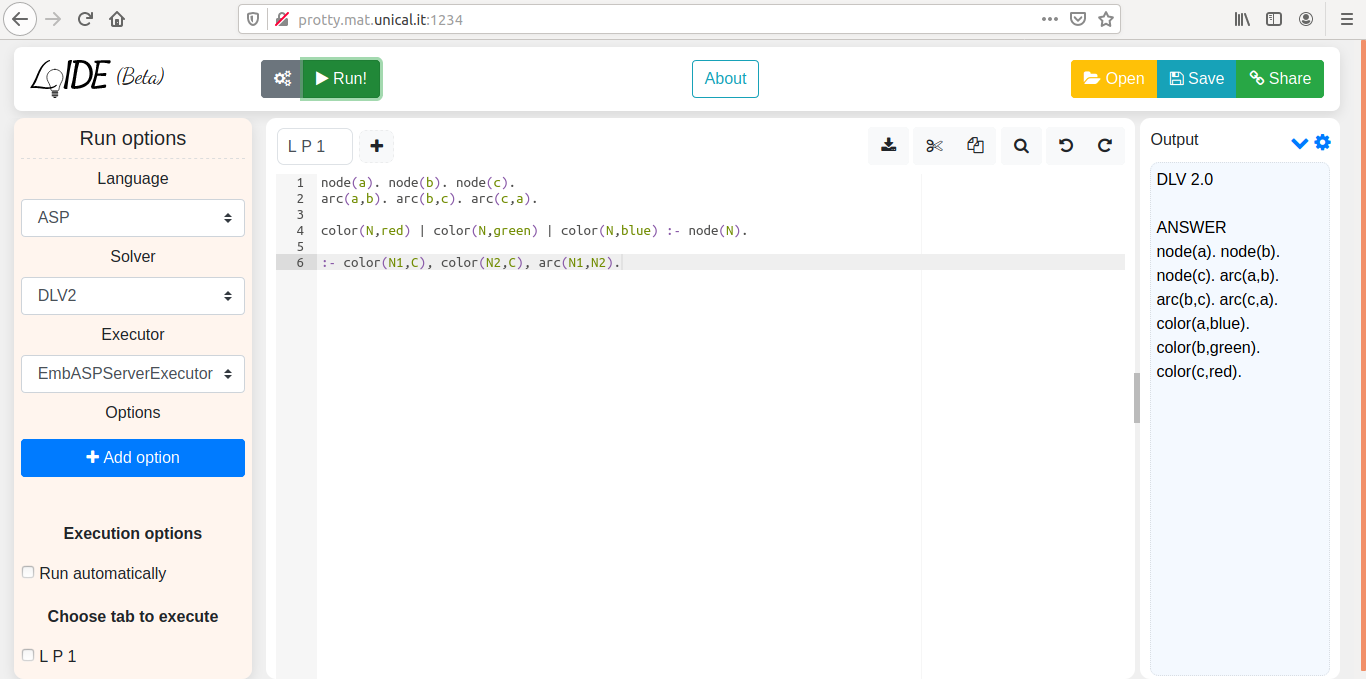 protty.mat.unical.it:1234
LOIDE (Beta)
Run!
About
Open
Save
Share
Run options
Language
ASP
Solver
DLV2
Executor
EmbASPServerExecutor
Options
Add option
Execution options
Run automatically
Choose tab to execute
L P 1
L P 1
1 node(a). node(b). node(c).
2 arc(a,b). arc(b,c). arc(c,a).
3
4 color(N,red) | color(N,green) | color(N,blue) :- node(N).
5
6 :- color(N1,C), color(N2,C), arc(N1,N2).
Output
DLV 2.0
ANSWER
node(a). node(b).
node(c). arc(a,b).
arc(b,c). arc(c,a).
color(a,blue).
color(b,green).
color(c,red).